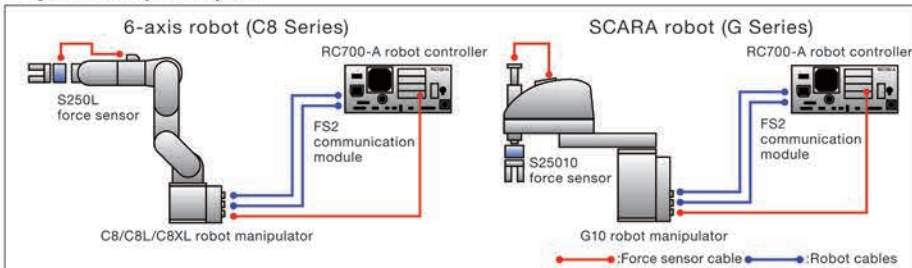 6-axis robot (C8 Series)
RC700-A robot controller
RC700-A
S250L
force sensor
FS2
communication
module
C8/C8L/C8XL robot manipulator
SCARA robot (G Series)
RC700-A robot controller
RC700-A
S25010
force sensor
FS2
communication
module
G10 robot manipulator
:Force sensor cable
:Robot cables